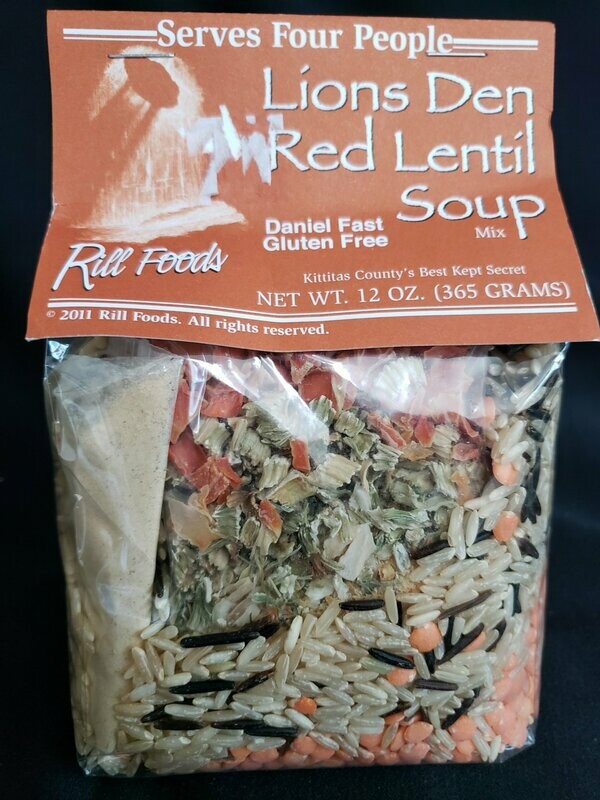 Serves Four People
Lions Den
Red Lentil
Soup
Mix
Daniel Fast
Gluten Free
Rill Foods
Kittitas County's Best Kept Secret
NET WT. 12 OZ. (365 GRAMS)
© 2011 Rill Foods. All rights reserved.